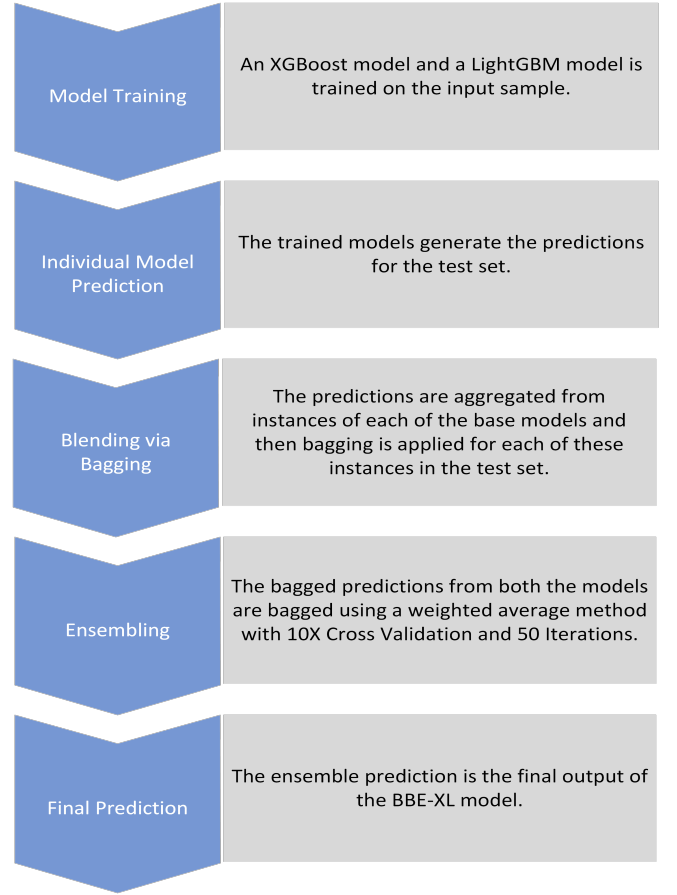 Model Training
An XGBoost model and a LightGBM model is
trained on the input sample.
Individual Model
Prediction
The trained models generate the predictions
for the test set.
Blending via
Bagging
The predictions are aggregated from
instances of each of the base models and
then bagging is applied for each of these
instances in the test set.
Ensembling
The bagged predictions from both the models
are bagged using a weighted average method
with 10X Cross Validation and 50 Iterations.
Final Prediction
The ensemble prediction is the final output of
the BBE-XL model.